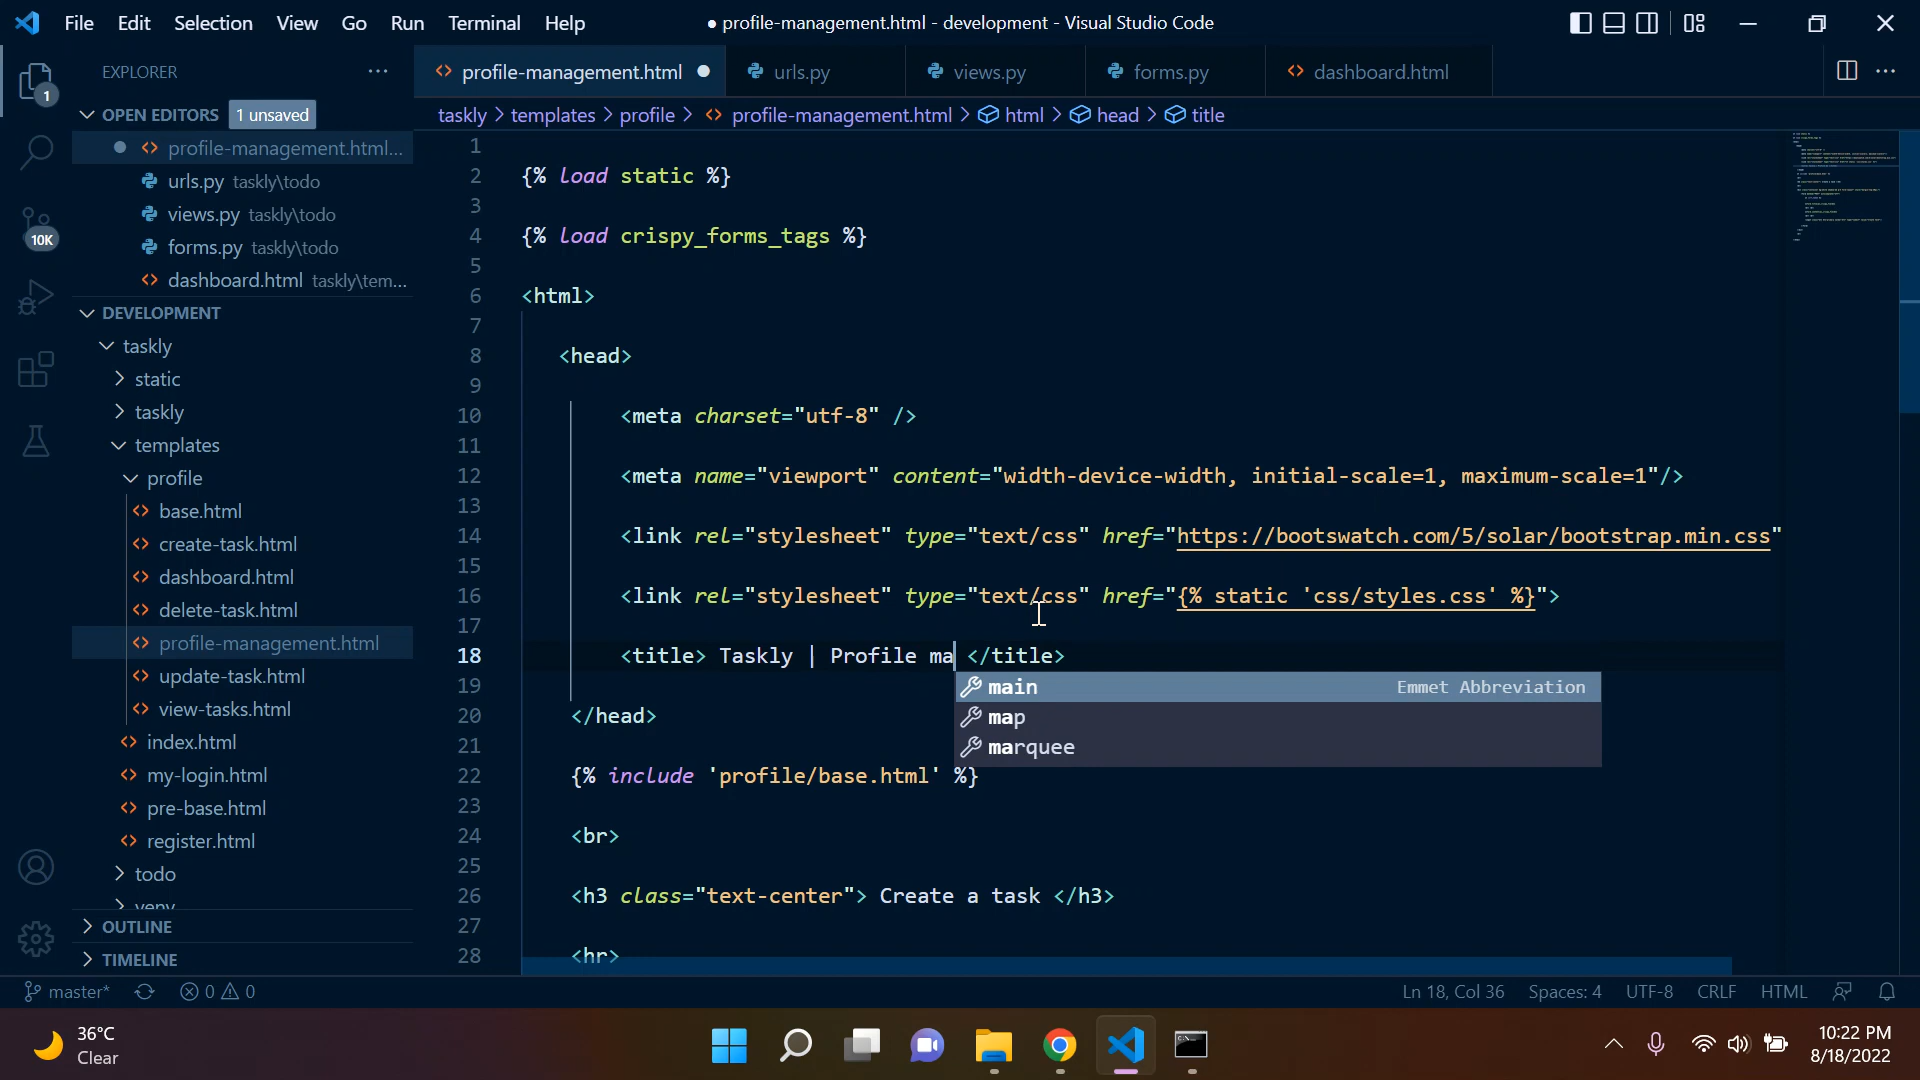 File Edit Selection View Go Run Terminal Help
● profile-management.html - development - Visual Studio Code
EXPLORER
profile-management.html
urls.py
views.py
forms.py
dashboard.html
1
OPEN EDITORS 1 unsaved
taskly > templates > profile > profile-management.html > html > head > title
profile-management.html...
urls.py taskly\todo
views.py taskly\todo
10K
forms.py taskly\todo
dashboard.html taskly\tem...
DEVELOPMENT
taskly
static
taskly
templates
profile
base.html
create-task.html
dashboard.html
delete-task.html
profile-management.html
update-task.html
view-tasks.html
index.html
my-login.html
pre-base.html
register.html
todo
venv
OUTLINE
TIMELINE
1
2 {% load static %}
3
4 {% load crispy_forms_tags %}
5
6 <html>
7
8 <head>
9
10 <meta charset="utf-8" />
11
12 <meta name="viewport" content="width-device-width, initial-scale=1, maximum-scale=1"/>
13
14 <link rel="stylesheet" type="text/css" href="https://bootswatch.com/5/solar/bootstrap.min.css"
15
16 <link rel="stylesheet" type="text/css" href="{% static 'css/styles.css' %}">
17
18 <title> Taskly | Profile ma </title>
main Emmet Abbreviation
map
marquee
19
20 </head>
21
22 {% include 'profile/base.html' %}
23
24 <br>
25
26 <h3 class="text-center"> Create a task </h3>
27
28 <hr>
master* 0 0
Ln 18, Col 36 Spaces: 4 UTF-8 CRLF HTML
36°C
Clear
10:22 PM
8/18/2022